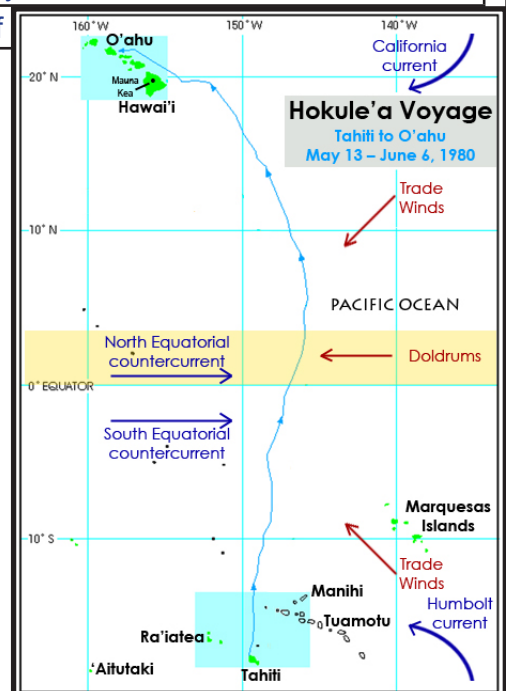 f
160°W
150°W
140°W
O'ahu
California
current
20°N
Mauna
Kea
Hawai'i
Hokule'a Voyage
Tahiti to O'ahu
May 13 – June 6, 1980
Trade
Winds
10°N
PACIFIC OCEAN
North Equatorial
countercurrent
Doldrums
0° EQUATOR
South Equatorial
countercurrent
Marquesas
Islands
10°S
Trade
Winds
Manihi
Humbolt
current
Tuamotu
Ra'iatea
'Aitutaki
Tahiti